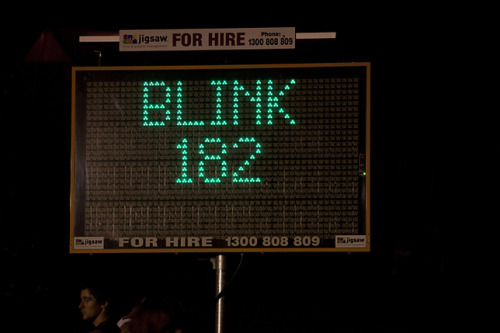 jigsaw FOR HIRE Phone: 1300 808 809
BLINK
182
jigsaw FOR HIRE 1300 808 809 jigsaw